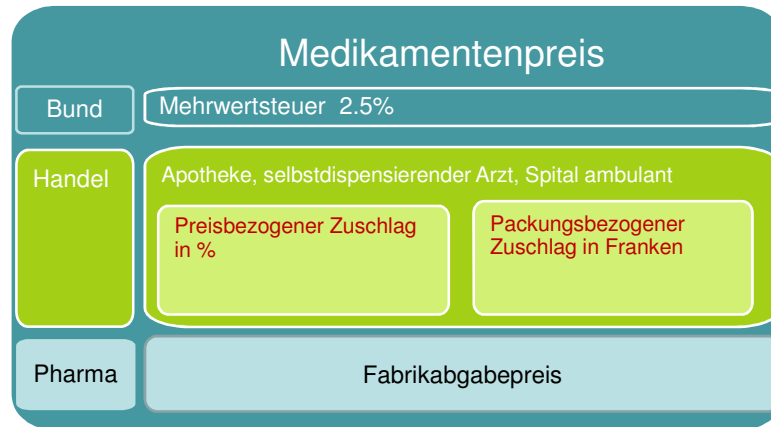 Medikamentenpreis
Bund
Mehrwertsteuer 2.5%
Handel
Apotheke, selbstdispensierender Arzt, Spital ambulant
Preisbezogener Zuschlag
in %
Packungsbezogener
Zuschlag in Franken
Pharma
Fabrikabgabepreis